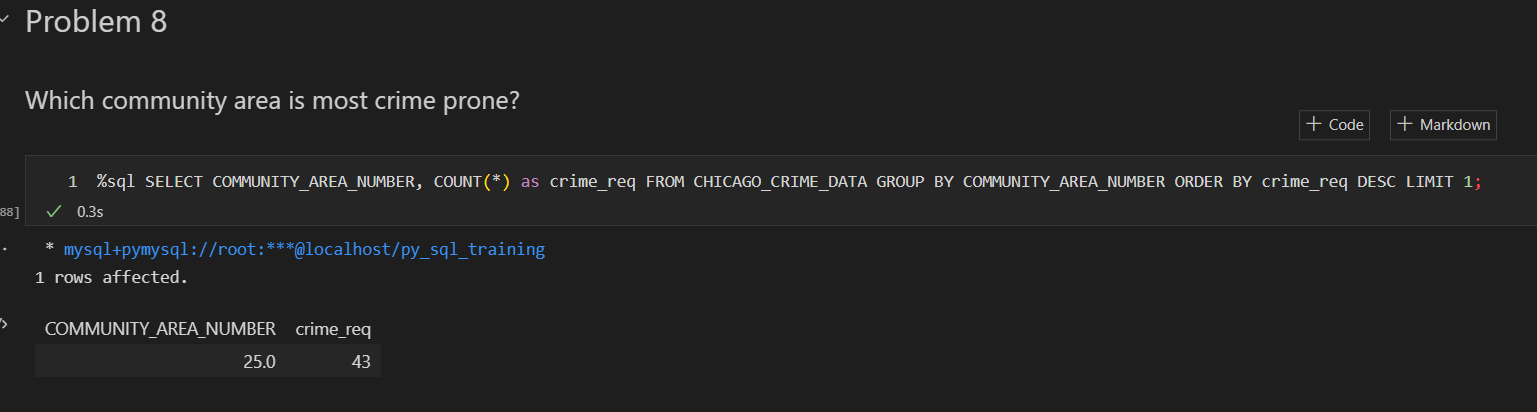 Problem 8
Which community area is most crime prone?
+ Code + Markdown
1 %sql SELECT COMMUNITY_AREA_NUMBER, COUNT(*) as crime_req FROM CHICAGO_CRIME_DATA GROUP BY COMMUNITY_AREA_NUMBER ORDER BY crime_req DESC LIMIT 1;
88] ✓ 0.3s
* mysql+pymysql://root:***@localhost/py_sql_training
1 rows affected.
COMMUNITY_AREA_NUMBER crime_req
25.0 43